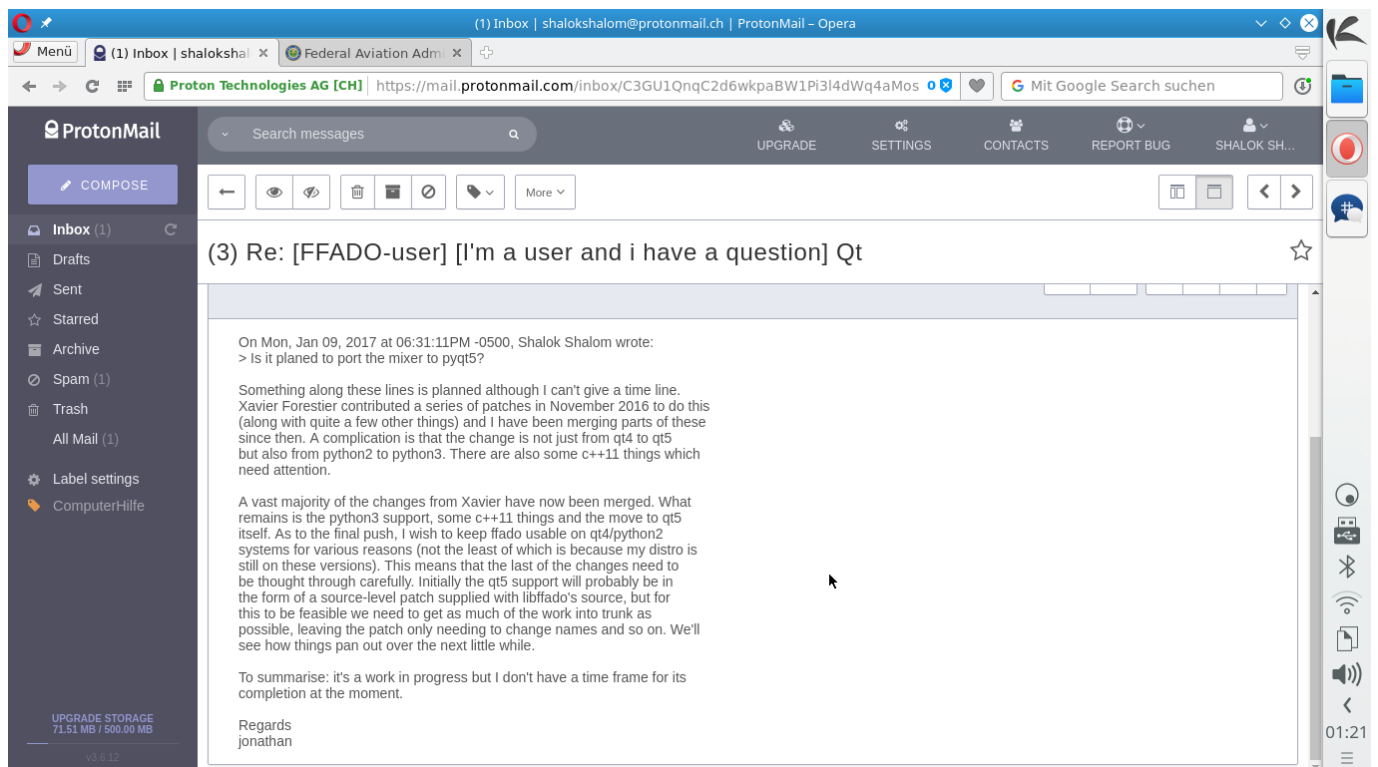 (1) Inbox | shalokshalom@protonmail.ch | ProtonMail – Opera
Menü
(1) Inbox | shalokshal
Federal Aviation Admi
Proton Technologies AG [CH]
https://mail.protonmail.com/inbox/C3GU1QnqC2d6wkpaBW1Pi3l4dWq4aMos
0
Mit Google Search suchen
ProtonMail
Search messages
UPGRADE
SETTINGS
CONTACTS
REPORT BUG
SHALOK SH...
COMPOSE
More
Inbox (1)
Drafts
Sent
Starred
Archive
Spam (1)
Trash
All Mail (1)
Label settings
ComputerHilfe
UPGRADE STORAGE
71.51 MB / 500.00 MB
v3.6.12
(3) Re: [FFADO-user] [I'm a user and i have a question] Qt
On Mon, Jan 09, 2017 at 06:31:11PM -0500, Shalok Shalom wrote:
> Is it planed to port the mixer to pyqt5?
Something along these lines is planned although I can't give a time line.
Xavier Forestier contributed a series of patches in November 2016 to do this
(along with quite a few other things) and I have been merging parts of these
since then. A complication is that the change is not just from qt4 to qt5
but also from python2 to python3. There are also some c++11 things which
need attention.
A vast majority of the changes from Xavier have now been merged. What
remains is the python3 support, some c++11 things and the move to qt5
itself. As to the final push, I wish to keep ffado usable on qt4/python2
systems for various reasons (not the least of which is because my distro is
still on these versions). This means that the last of the changes need to
be thought through carefully. Initially the qt5 support will probably be in
the form of a source-level patch supplied with libffado's source, but for
this to be feasible we need to get as much of the work into trunk as
possible, leaving the patch only needing to change names and so on. We'll
see how things pan out over the next little while.
To summarise: it's a work in progress but I don't have a time frame for its
completion at the moment.
Regards
jonathan
01:21